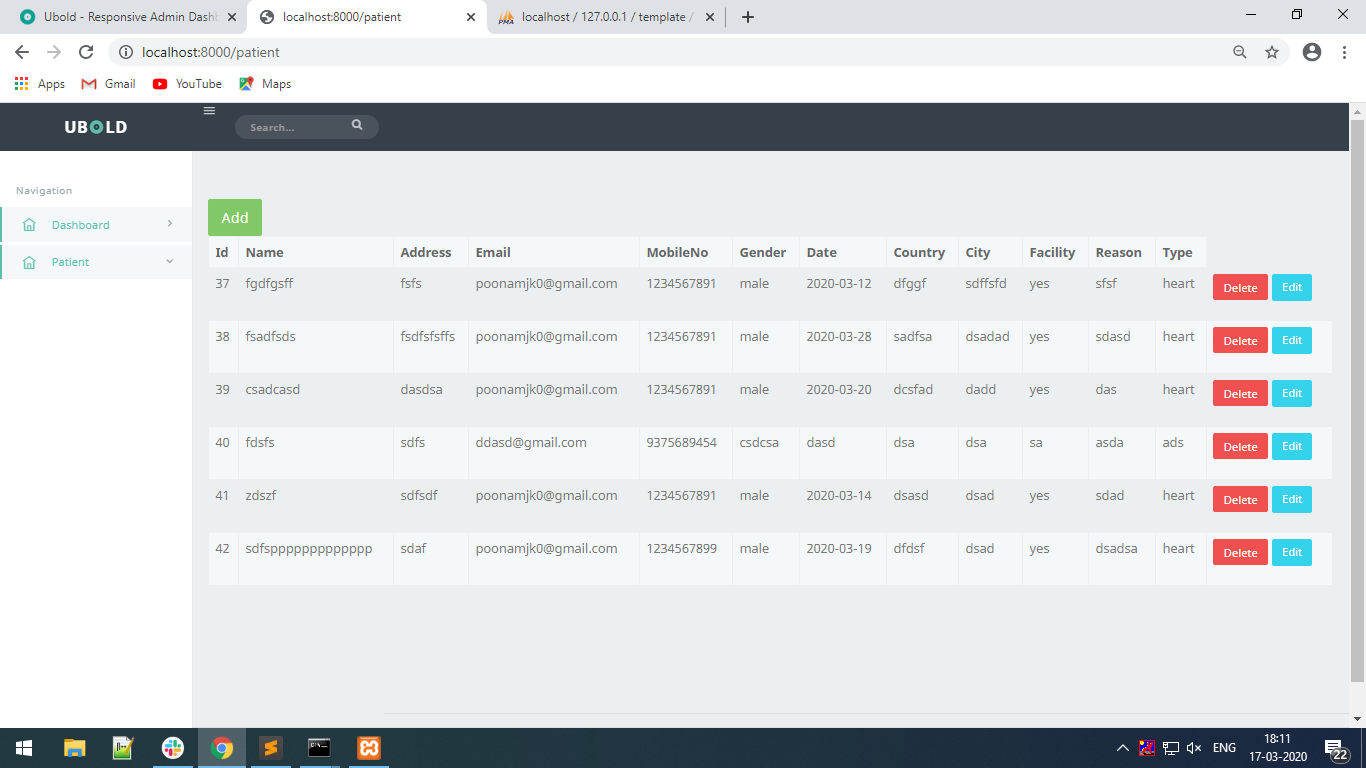 Ubold - Responsive Admin Dashb
localhost:8000/patient
localhost / 127.0.0.1 / template /
localhost:8000/patient
Apps Gmail YouTube Maps
UBOLD
Search...
Navigation
Dashboard
Patient
Add
Id Name Address Email MobileNo Gender Date Country City Facility Reason Type
37 fgdfgsff fsfs poonamjk0@gmail.com 1234567891 male 2020-03-12 dfggf sdffsfd yes sfsf heart Delete Edit
38 fsadfsds fsdfsfsffs poonamjk0@gmail.com 1234567891 male 2020-03-28 sadfsa dsadad yes sdasd heart Delete Edit
39 csadcasd dasdsa poonamjk0@gmail.com 1234567891 male 2020-03-20 dcsfad dadd yes das heart Delete Edit
40 fdsfs sdfs ddasd@gmail.com 9375689454 csdcsa dasd dsa dsa sa asda ads Delete Edit
41 zdszf sdfsdf poonamjk0@gmail.com 1234567891 male 2020-03-14 dsasd dsad yes sdad heart Delete Edit
42 sdfsppppppppppppp sdaf poonamjk0@gmail.com 1234567899 male 2020-03-19 dfdsf dsad yes dsadsa heart Delete Edit
ENG
18:11
17-03-2020
22